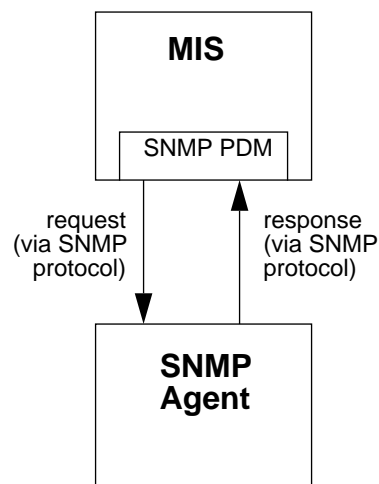 MIS
SNMP PDM
request
(via SNMP
protocol)
response
(via SNMP
protocol)
SNMP
Agent